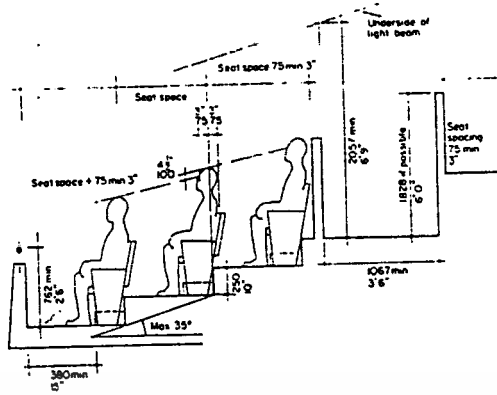 Underside of
light beam
Seat space 75 min 3"
Seat space
3" 3"
75 75
4"
100
Seat space + 75 min 3"
2057 min
6'9"
1828 if possible
6'0"
Seat
spacing
75 min
3"
762 min
2'6"
250
10"
1067 min
3'6"
Max 35°
380 min
15"